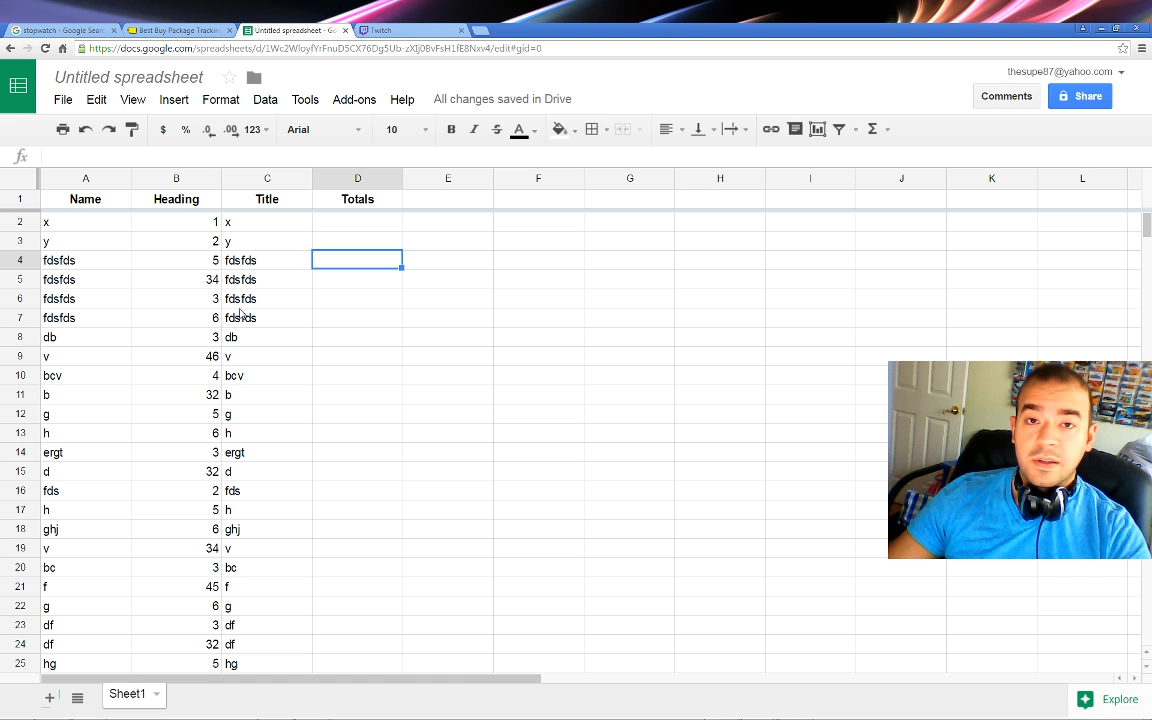 stopwatch - Google Sear
Best Buy Package Trackin
Untitled spreadsheet - Go
Twitch
https://docs.google.com/spreadsheets/d/1Wc2WloyfYrFnuD5CX76Dg5Ub-zXIj0BvFsH1fE8Nxv4/edit#gid=0
Untitled spreadsheet
thesupe87@yahoo.com
File Edit View Insert Format Data Tools Add-ons Help All changes saved in Drive
Comments
Share
$ % .0 .00 123 Arial 10 B I S A Σ
fx
A B C D E F G H I J K L
1 Name Heading Title Totals
2 x 1 x
3 y 2 y
4 fdsfds 5 fdsfds
5 fdsfds 34 fdsfds
6 fdsfds 3 fdsfds
7 fdsfds 6 fdsfds
8 db 3 db
9 v 46 v
10 bcv 4 bcv
11 b 32 b
12 g 5 g
13 h 6 h
14 ergt 3 ergt
15 d 32 d
16 fds 2 fds
17 h 5 h
18 ghj 6 ghj
19 v 34 v
20 bc 3 bc
21 f 45 f
22 g 6 g
23 df 3 df
24 df 32 df
25 hg 5 hg
Sheet1
Explore